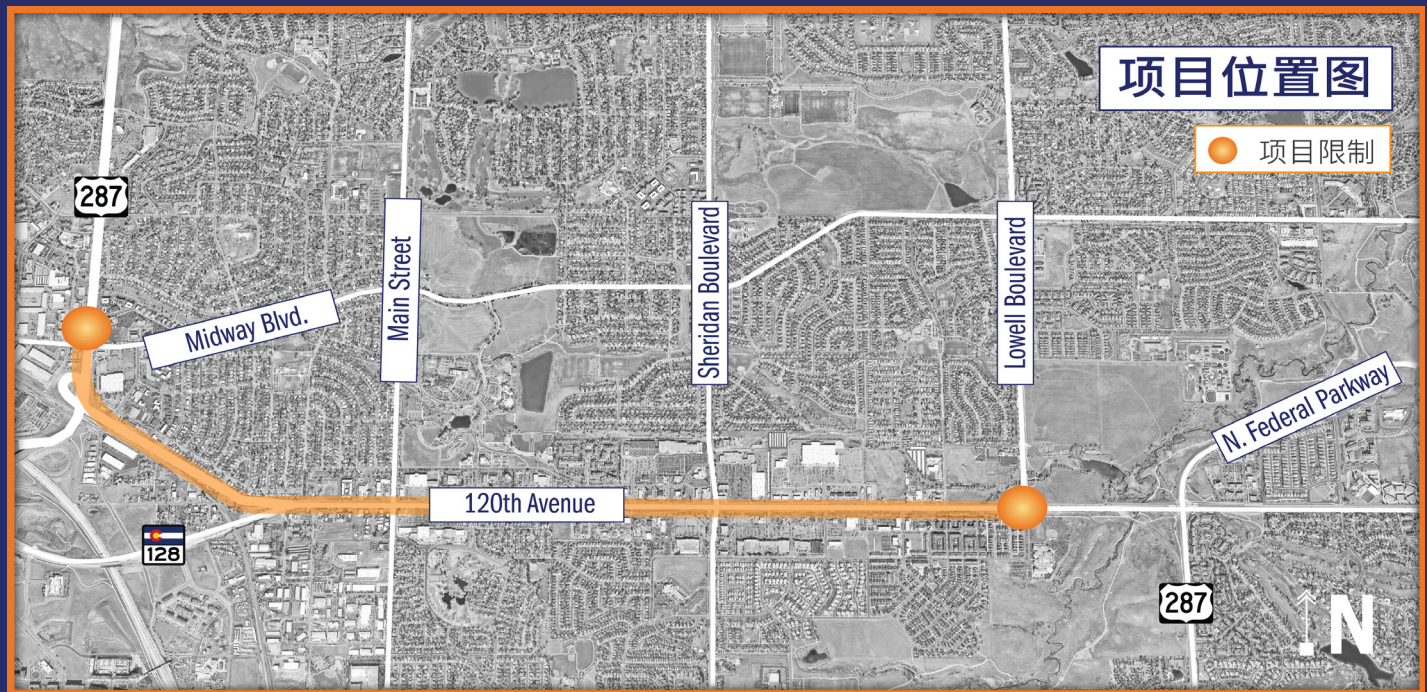 项目位置图
项目限制
287
Midway Blvd.
Main Street
Sheridan Boulevard
Lowell Boulevard
N. Federal Parkway
120th Avenue
128
287
N